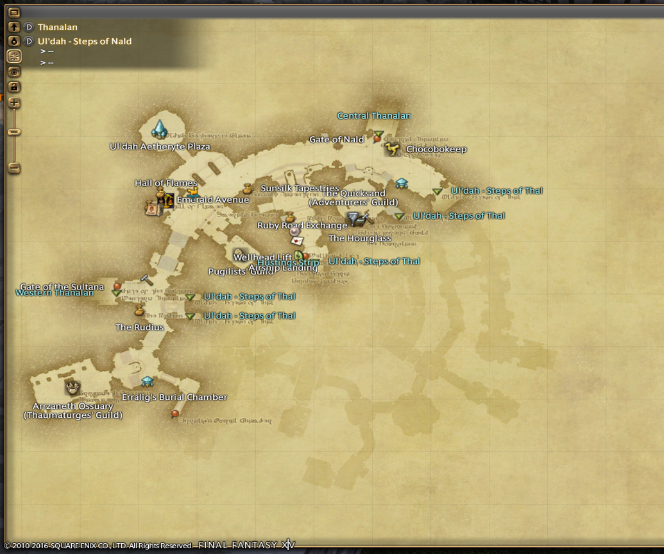 Thanalan
Ul'dah - Steps of Nald
> --
> --
Central Thanalan
Gate of Nald
Chocobokeep
Ul'dah Aetheryte Plaza
Hall of Flames
Emerald Avenue
Sunsilk Tapestries
The Quicksand
(Adventurers' Guild)
Ul'dah - Steps of Thal
Ul'dah - Steps of Thal
Ruby Road Exchange
The Hourglass
Wellhead Lift
Hustings Strip
Airship Landing
Pugilists' Guild
Ul'dah - Steps of Thal
Gate of the Sultana
Western Thanalan
Ul'dah - Steps of Thal
Ul'dah - Steps of Thal
The Rudius
Erralig's Burial Chamber
Arrzaneth Ossuary
(Thaumaturges' Guild)
© 2010-2016 SQUARE ENIX CO., LTD. All Rights Reserved. FINAL FANTASY XIV